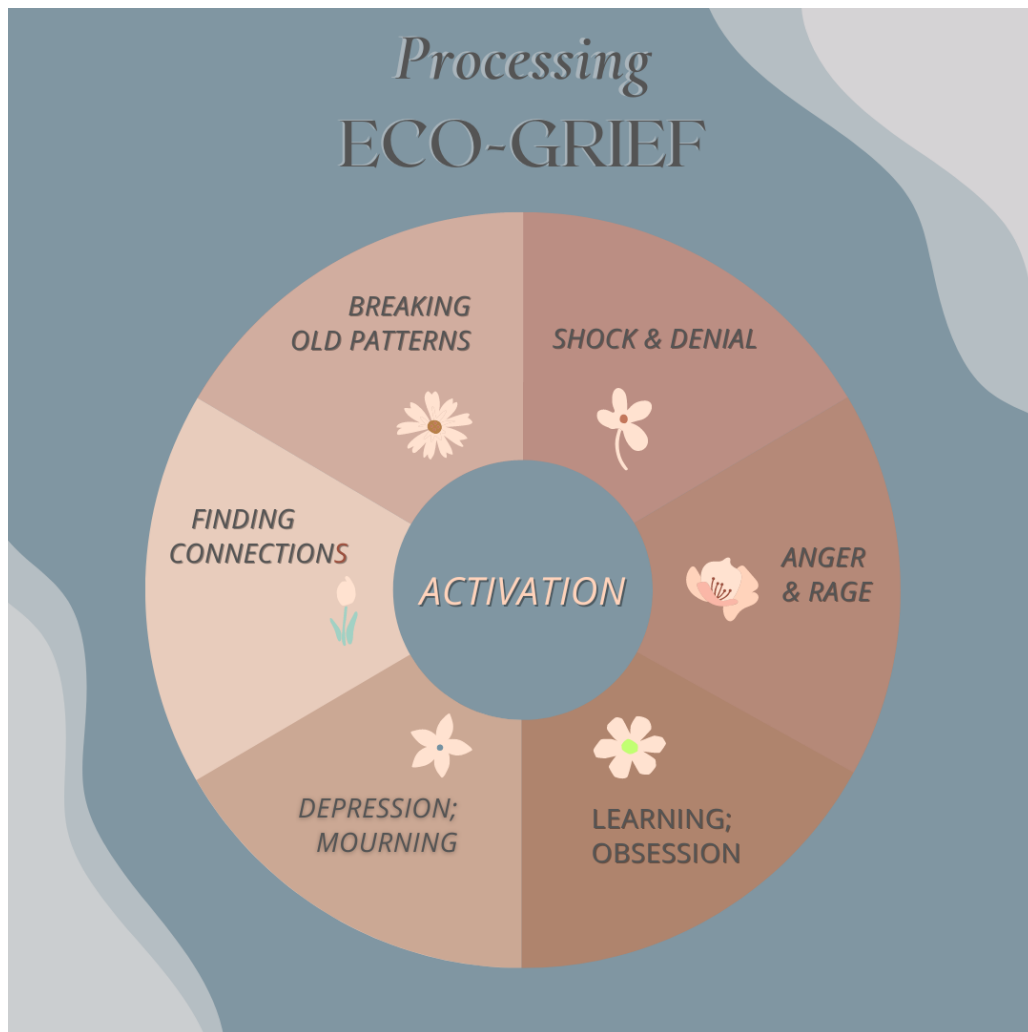 Processing
ECO-GRIEF
BREAKING
OLD PATTERNS
SHOCK & DENIAL
FINDING
CONNECTIONS
ACTIVATION
ANGER
& RAGE
DEPRESSION;
MOURNING
LEARNING;
OBSESSION